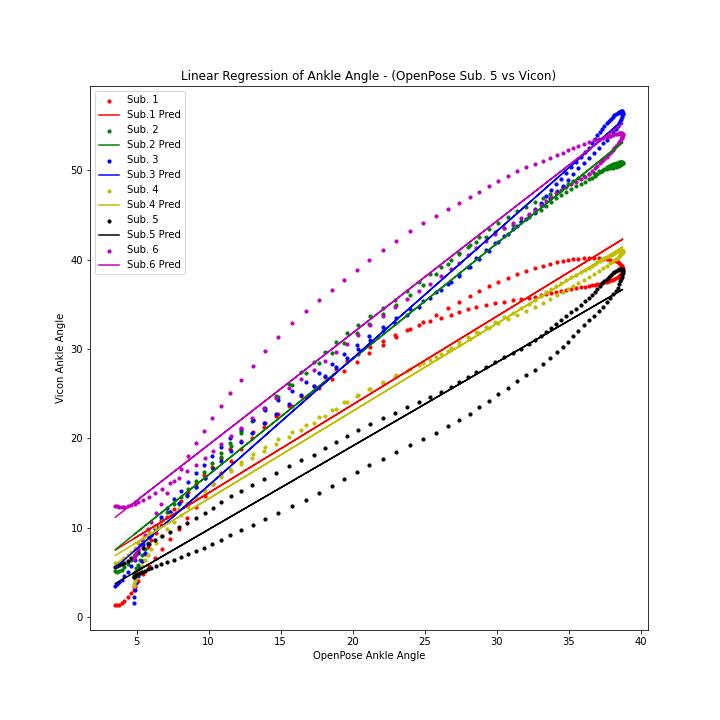 Linear Regression of Ankle Angle - (OpenPose Sub. 5 vs Vicon)
Sub. 1
Sub.1 Pred
Sub. 2
Sub.2 Pred
Sub. 3
Sub.3 Pred
Sub. 4
Sub.4 Pred
Sub. 5
Sub.5 Pred
Sub. 6
Sub.6 Pred
Vicon Ankle Angle
50
40
30
20
10
0
5 10 15 20 25 30 35 40
OpenPose Ankle Angle